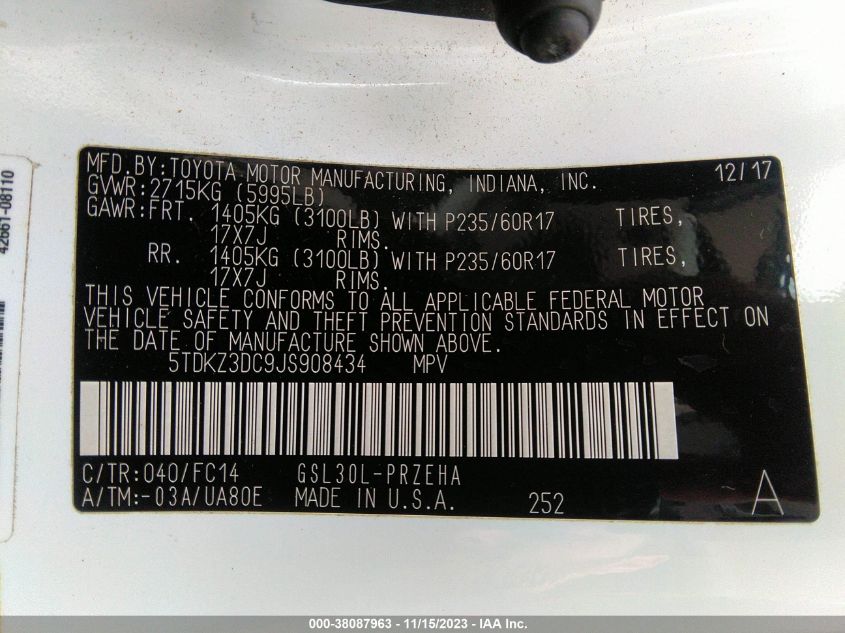 42661-08110
MFD.BY:TOYOTA MOTOR MANUFACTURING, INDIANA, INC. 12/17
GVWR:2715KG (5995LB)
GAWR:FRT. 1405KG (3100LB) WITH P235/60R17 TIRES,
17X7J RIMS.
RR. 1405KG (3100LB) WITH P235/60R17 TIRES,
17X7J RIMS.
THIS VEHICLE CONFORMS TO ALL APPLICABLE FEDERAL MOTOR
VEHICLE SAFETY AND THEFT PREVENTION STANDARDS IN EFFECT ON
THE DATE OF MANUFACTURE SHOWN ABOVE.
5TDKZ3DC9JS908434 MPV
C/TR:040/FC14 GSL30L-PRZEHA
A/TM:-03A/UA80E MADE IN U.S.A. 252 A
000-38087963 - 11/15/2023 - IAA Inc.